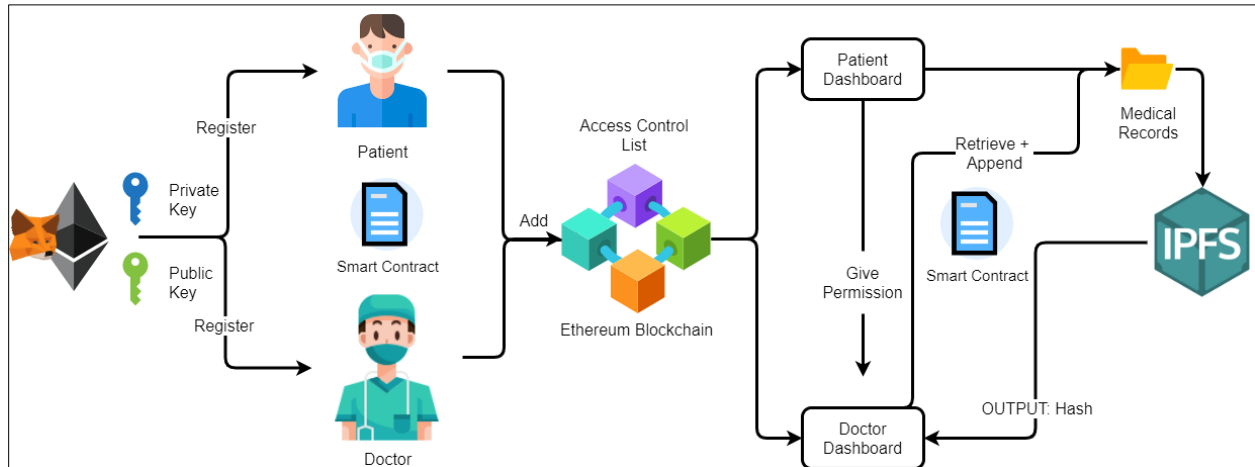 Register
Private
Key
Public
Key
Register
Patient
Smart Contract
Doctor
Add
Access Control
List
Ethereum Blockchain
Patient
Dashboard
Give
Permission
Doctor
Dashboard
Retrieve +
Append
Smart Contract
Medical
Records
IPFS
OUTPUT: Hash